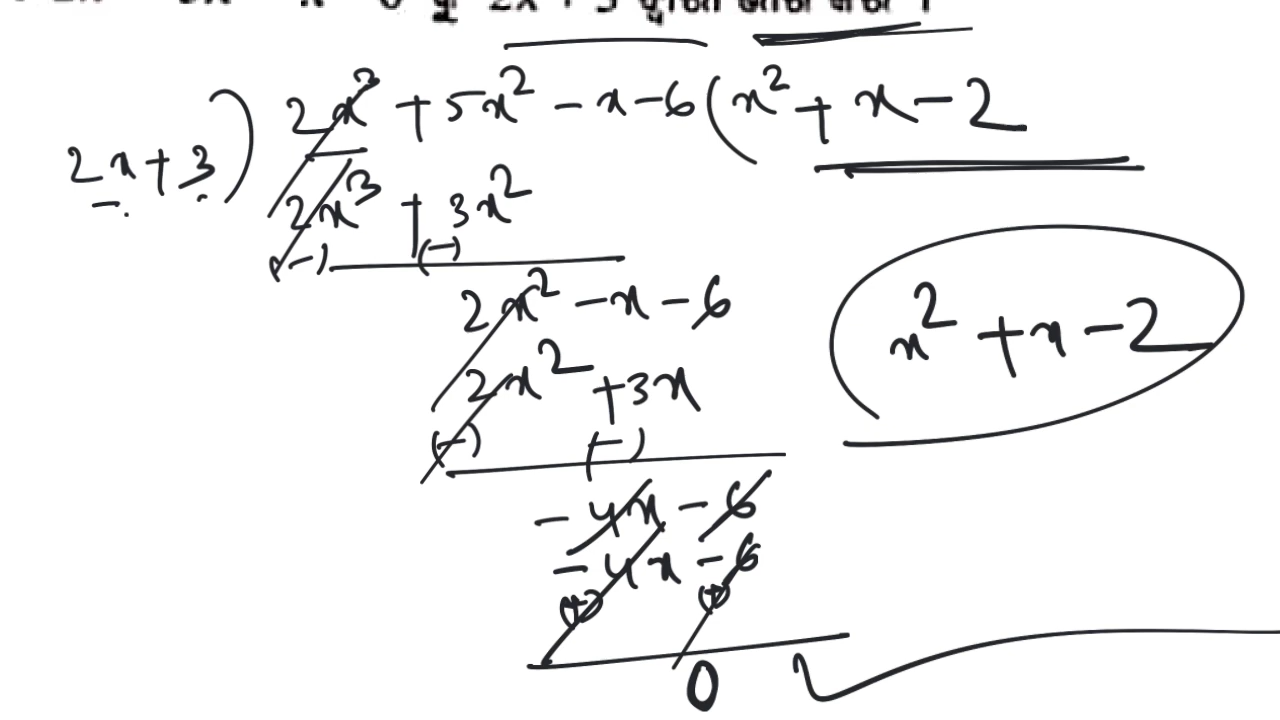 2x + 3) 2x³ + 5x² - x - 6 (x² + x - 2
2x³ + 3x²
(-) (-)
2x² - x - 6
2x² + 3x
(-) (-)
x² + x - 2
- 4x - 6
- 4x - 6
(+) (+)
0